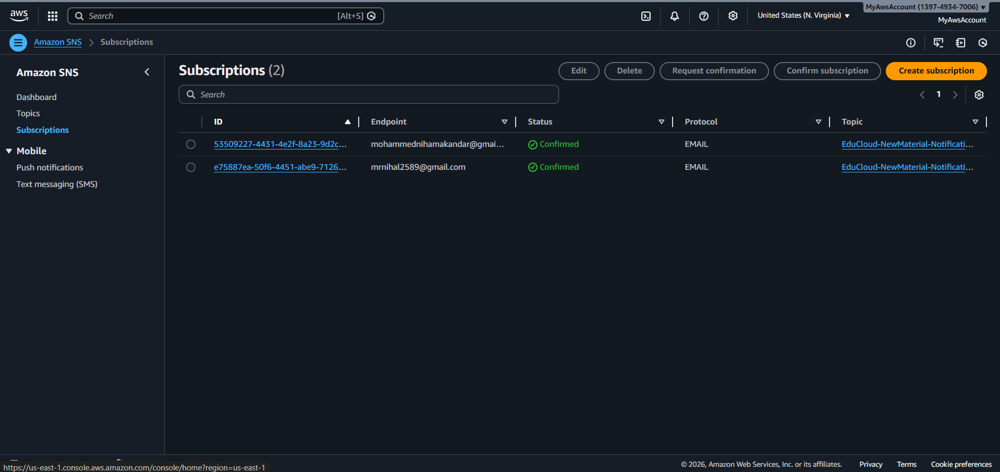 aws
Search [Alt+S]
United States (N. Virginia)
MyAwsAccount (1397-4934-7006)
MyAwsAccount
Amazon SNS
Subscriptions
Amazon SNS
Dashboard
Topics
Subscriptions
Mobile
Push notifications
Text messaging (SMS)
Subscriptions (2)
Edit
Delete
Request confirmation
Confirm subscription
Create subscription
Search
1
ID Endpoint Status Protocol Topic
53509227-4431-4e2f-8a23-9d2c... mohammednihamakandar@gmai... Confirmed EMAIL EduCloud-NewMaterial-Notificati...
e75887ea-50f6-4451-abe9-7126... mrnihal2589@gmail.com Confirmed EMAIL EduCloud-NewMaterial-Notificati...
https://us-east-1.console.aws.amazon.com/console/home?region=us-east-1
© 2026, Amazon Web Services, Inc. or its affiliates.
Privacy
Terms
Cookie preferences